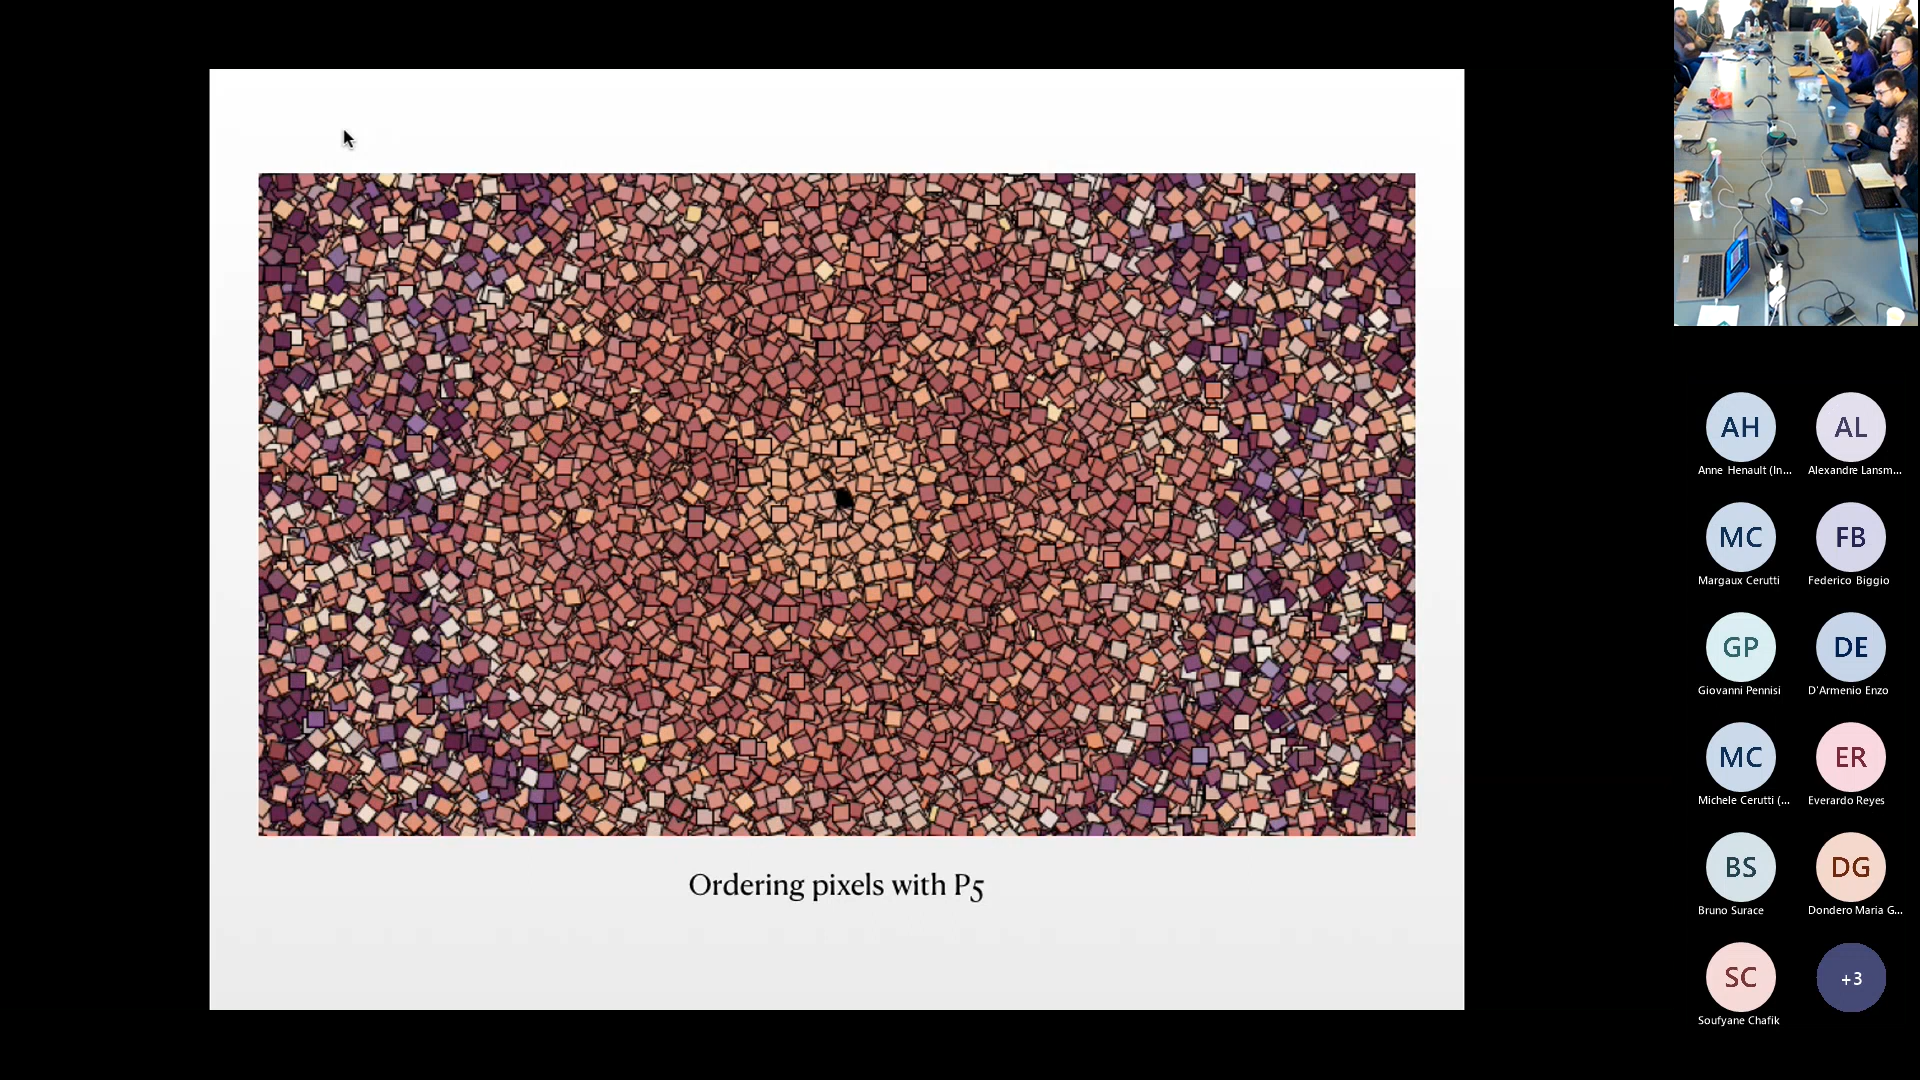 Ordering pixels with P5
AH
AL
Anne Henault (In...
Alexandre Lansm...
MC
FB
Margaux Cerutti
Federico Biggio
GP
DE
Giovanni Pennisi
D'Armenio Enzo
MC
ER
Michele Cerutti (...
Everardo Reyes
BS
DG
Bruno Surace
Dondero Maria G...
SC
+3
Soufyane Chafik